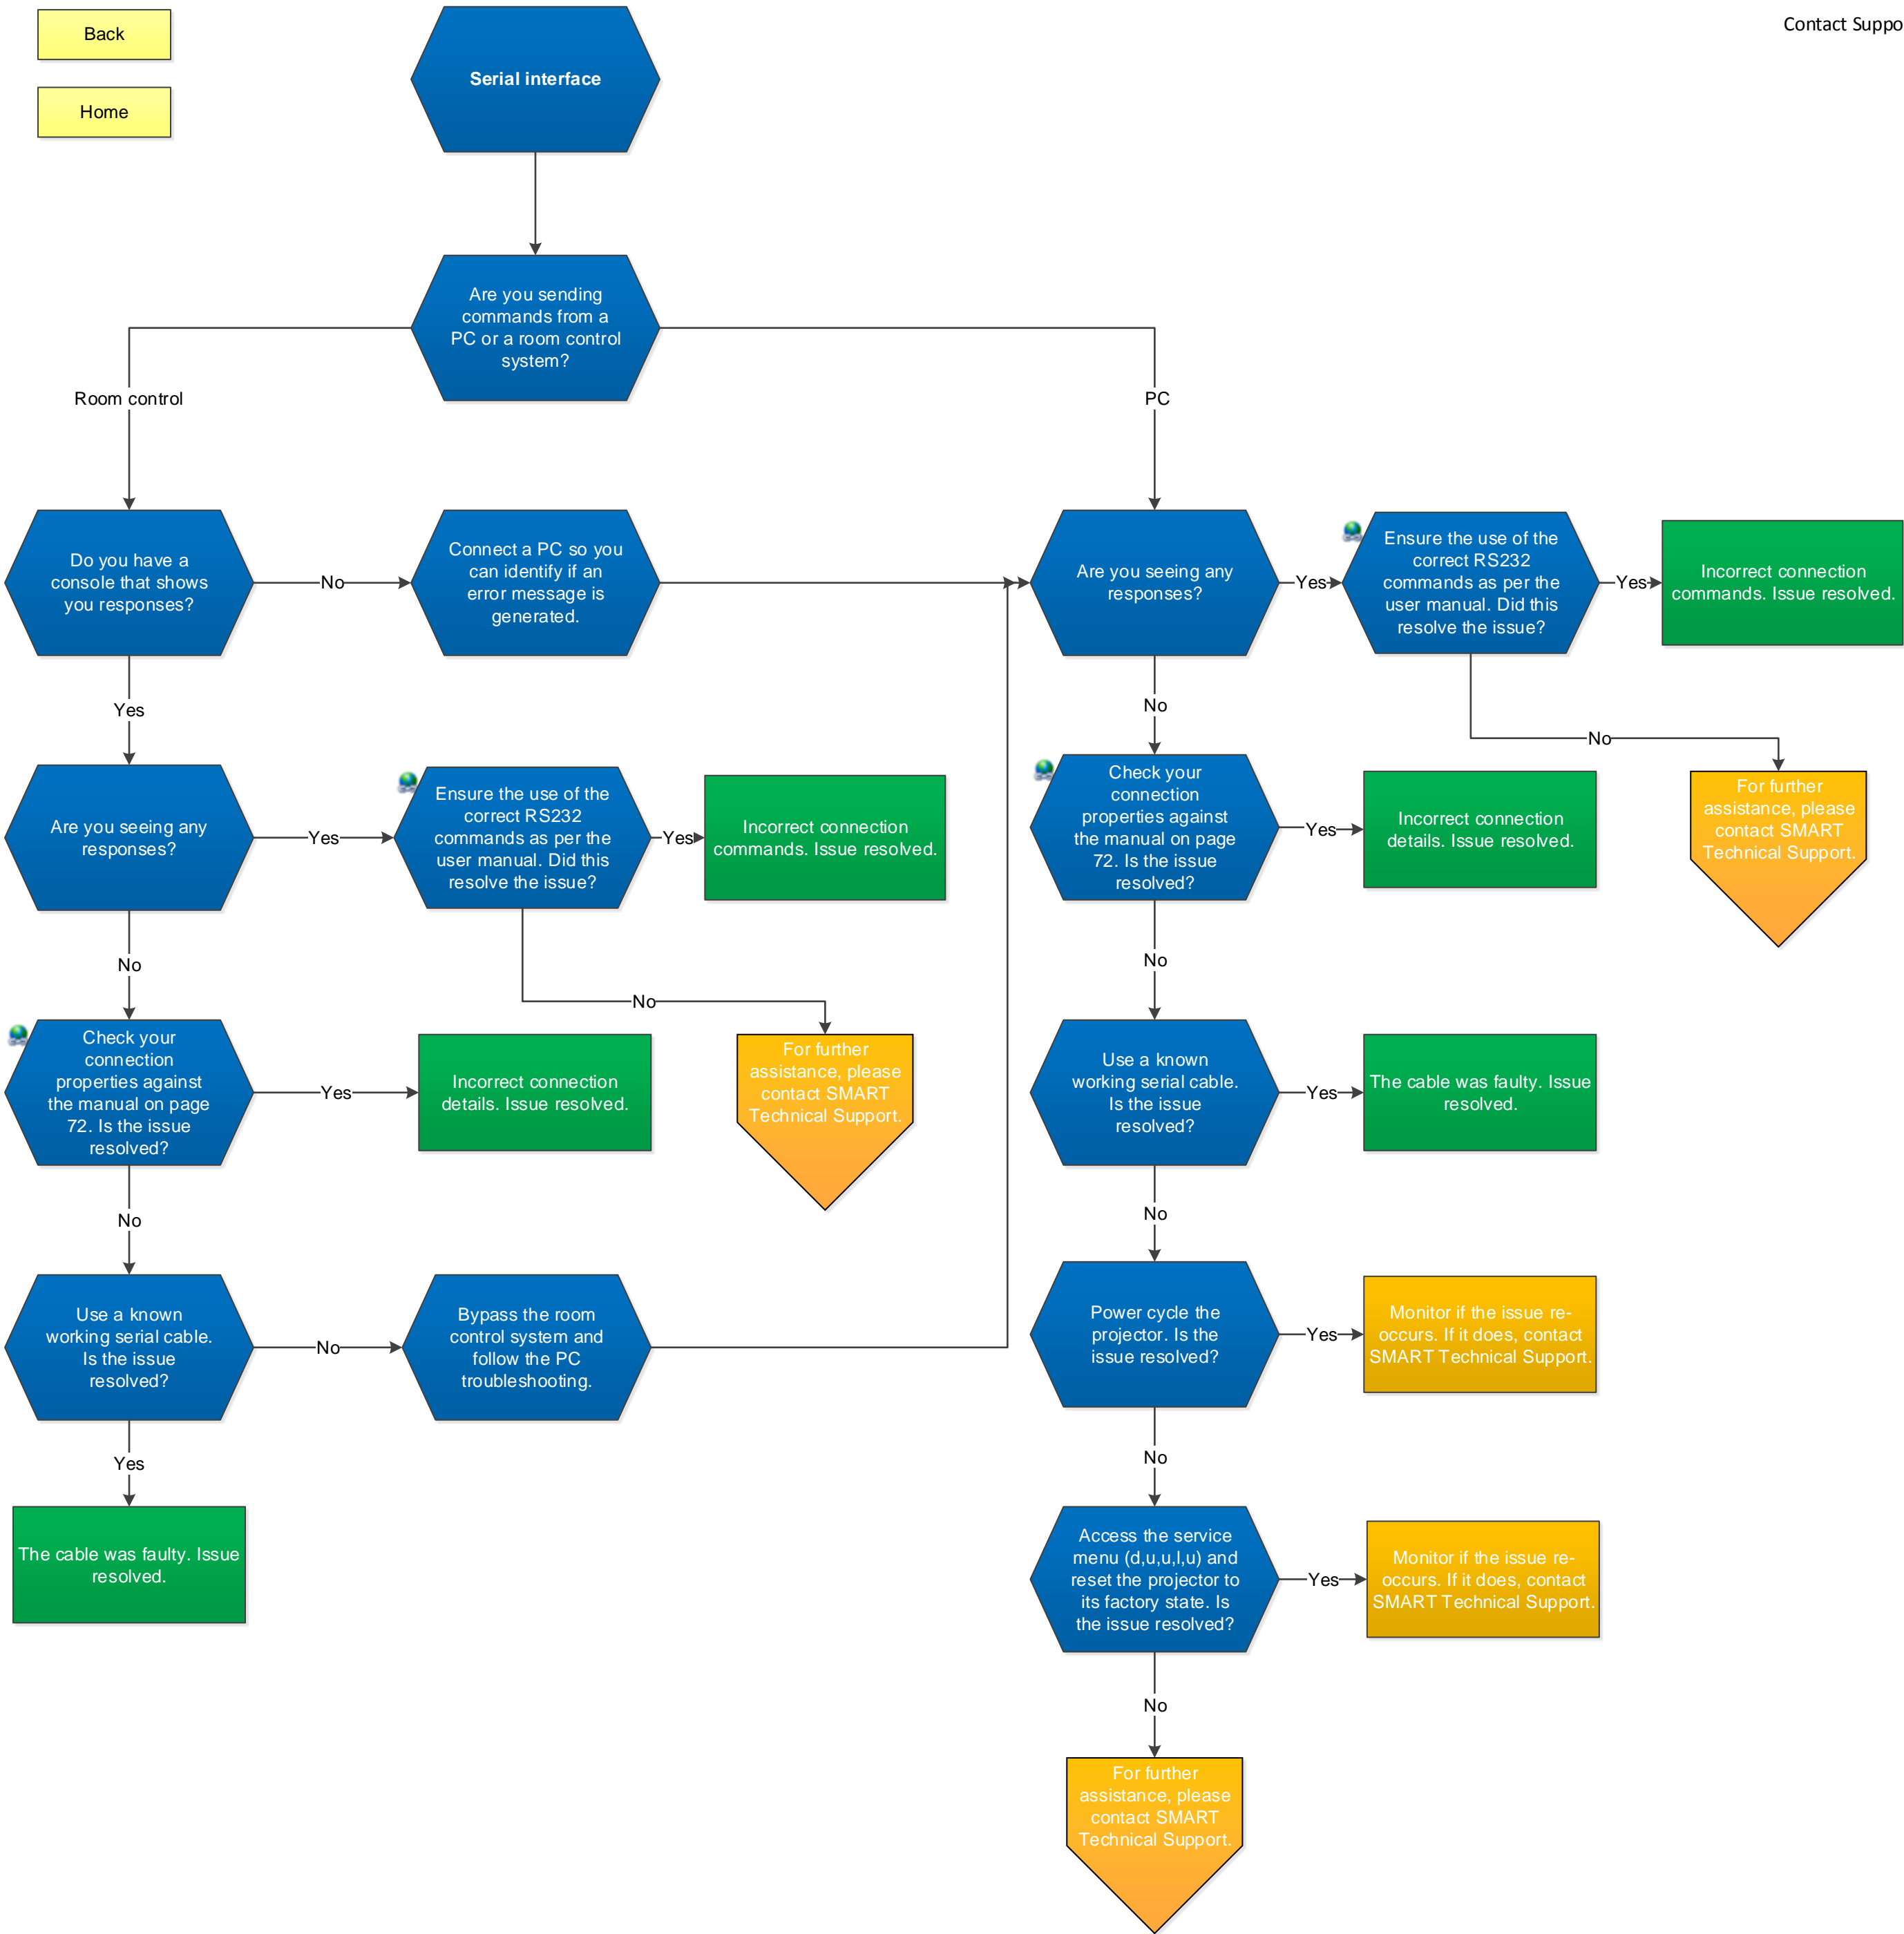 Back
Contact Suppo
Home
Serial interface
Are you sending
commands from a
PC or a room control
system?
Room control
PC
Do you have a
console that shows
you responses?
No
Connect a PC so you
can identify if an
error message is
generated.
Are you seeing any
responses?
Yes
Ensure the use of the
correct RS232
commands as per the
user manual. Did this
resolve the issue?
Yes
Incorrect connection
commands. Issue resolved.
Yes
No
No
Are you seeing any
responses?
Yes
Ensure the use of the
correct RS232
commands as per the
user manual. Did this
resolve the issue?
Yes
Incorrect connection
commands. Issue resolved.
Check your
connection
properties against
the manual on page
72. Is the issue
resolved?
Yes
Incorrect connection
details. Issue resolved.
For further
assistance, please
contact SMART
Technical Support.
No
No
No
Check your
connection
properties against
the manual on page
72. Is the issue
resolved?
Yes
Incorrect connection
details. Issue resolved.
For further
assistance, please
contact SMART
Technical Support.
Use a known
working serial cable.
Is the issue
resolved?
Yes
The cable was faulty. Issue
resolved.
No
No
Use a known
working serial cable.
Is the issue
resolved?
No
Bypass the room
control system and
follow the PC
troubleshooting.
Power cycle the
projector. Is the
issue resolved?
Yes
Monitor if the issue re-
occurs. If it does, contact
SMART Technical Support.
Yes
No
The cable was faulty. Issue
resolved.
Access the service
menu (d,u,u,l,u) and
reset the projector to
its factory state. Is
the issue resolved?
Yes
Monitor if the issue re-
occurs. If it does, contact
SMART Technical Support.
No
For further
assistance, please
contact SMART
Technical Support.